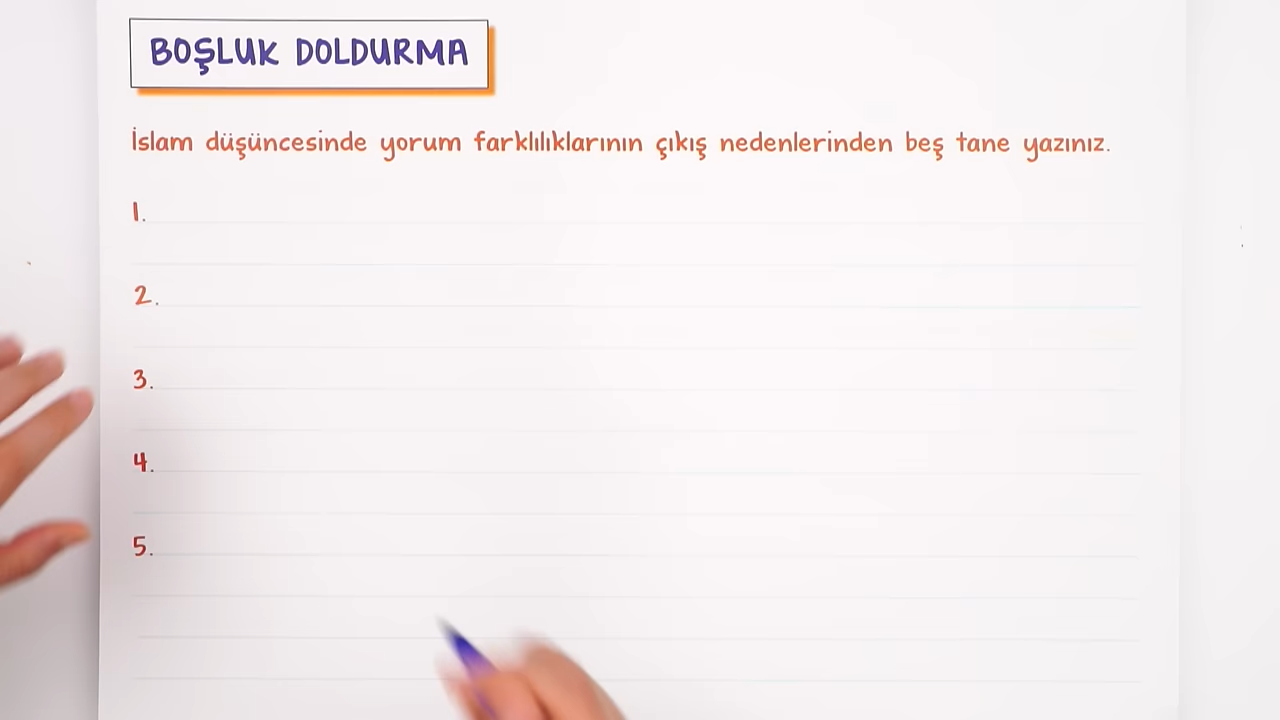 BOŞLUK DOLDURMA
İslam düşüncesinde yorum farklılıklarının çıkış nedenlerinden beş tane yazınız.
1.
2.
3.
4.
5.